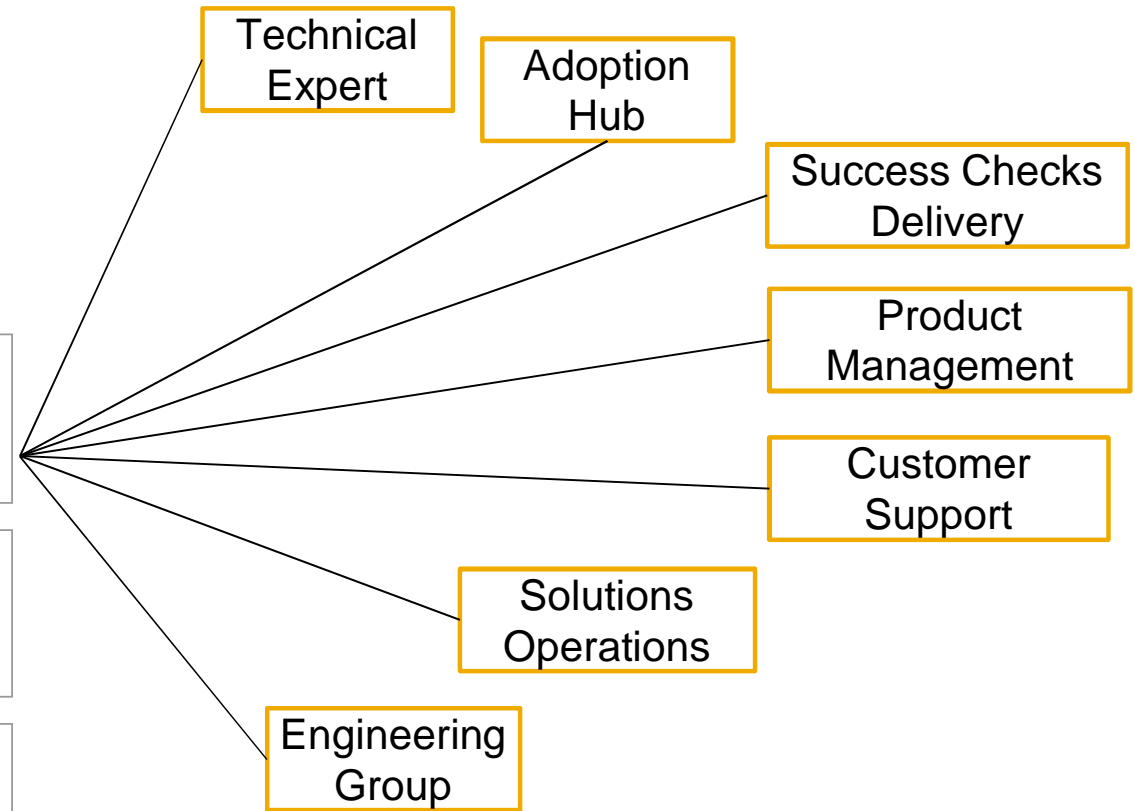 Technical
Expert
Adoption
Hub
Success Checks
Delivery
Product
Management
Customer
Support
Solutions
Operations
Engineering
Group